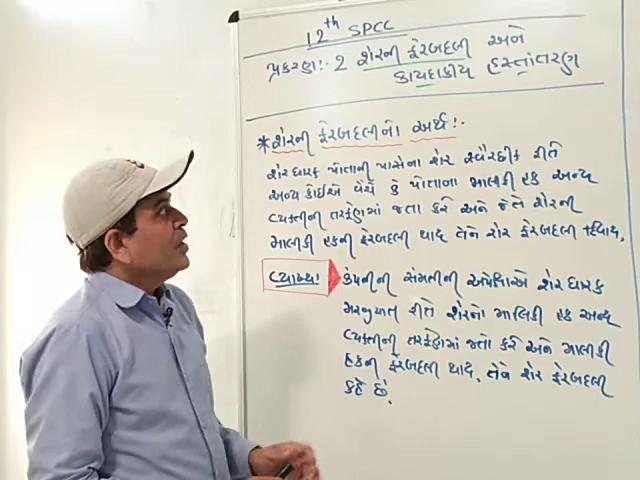 12th SPCC
પ્રકરણ:- 2 શેરની ફેરબદલી અને
કાયદાકીય હસ્તાંતરણ
* શેરની ફેરબદલીનો અર્થ:-
શેરધારક પોતાની પાસેના શેર સ્વૈચ્છિક રીતે
અન્ય કોઈએ વેચે કે પોતાના માલિકી હક અન્ય
વ્યક્તિની તરફેણમાં જતા કરે અને જેને શેરની
માલિકી હકની ફેરબદલી થાય તેને શેર ફેરબદલી
વ્યાખ્યા કંપનીની સંમતીની અપેક્ષાએ શેરધારક
મરજીયાત રીતે શેરનો માલિકી હક અન્ય
વ્યક્તિની તરફેણમાં જતો કરે અને માલિકી
હકની ફેરબદલી થાય, તેને શેર ફેરબદલી
કહે છે.